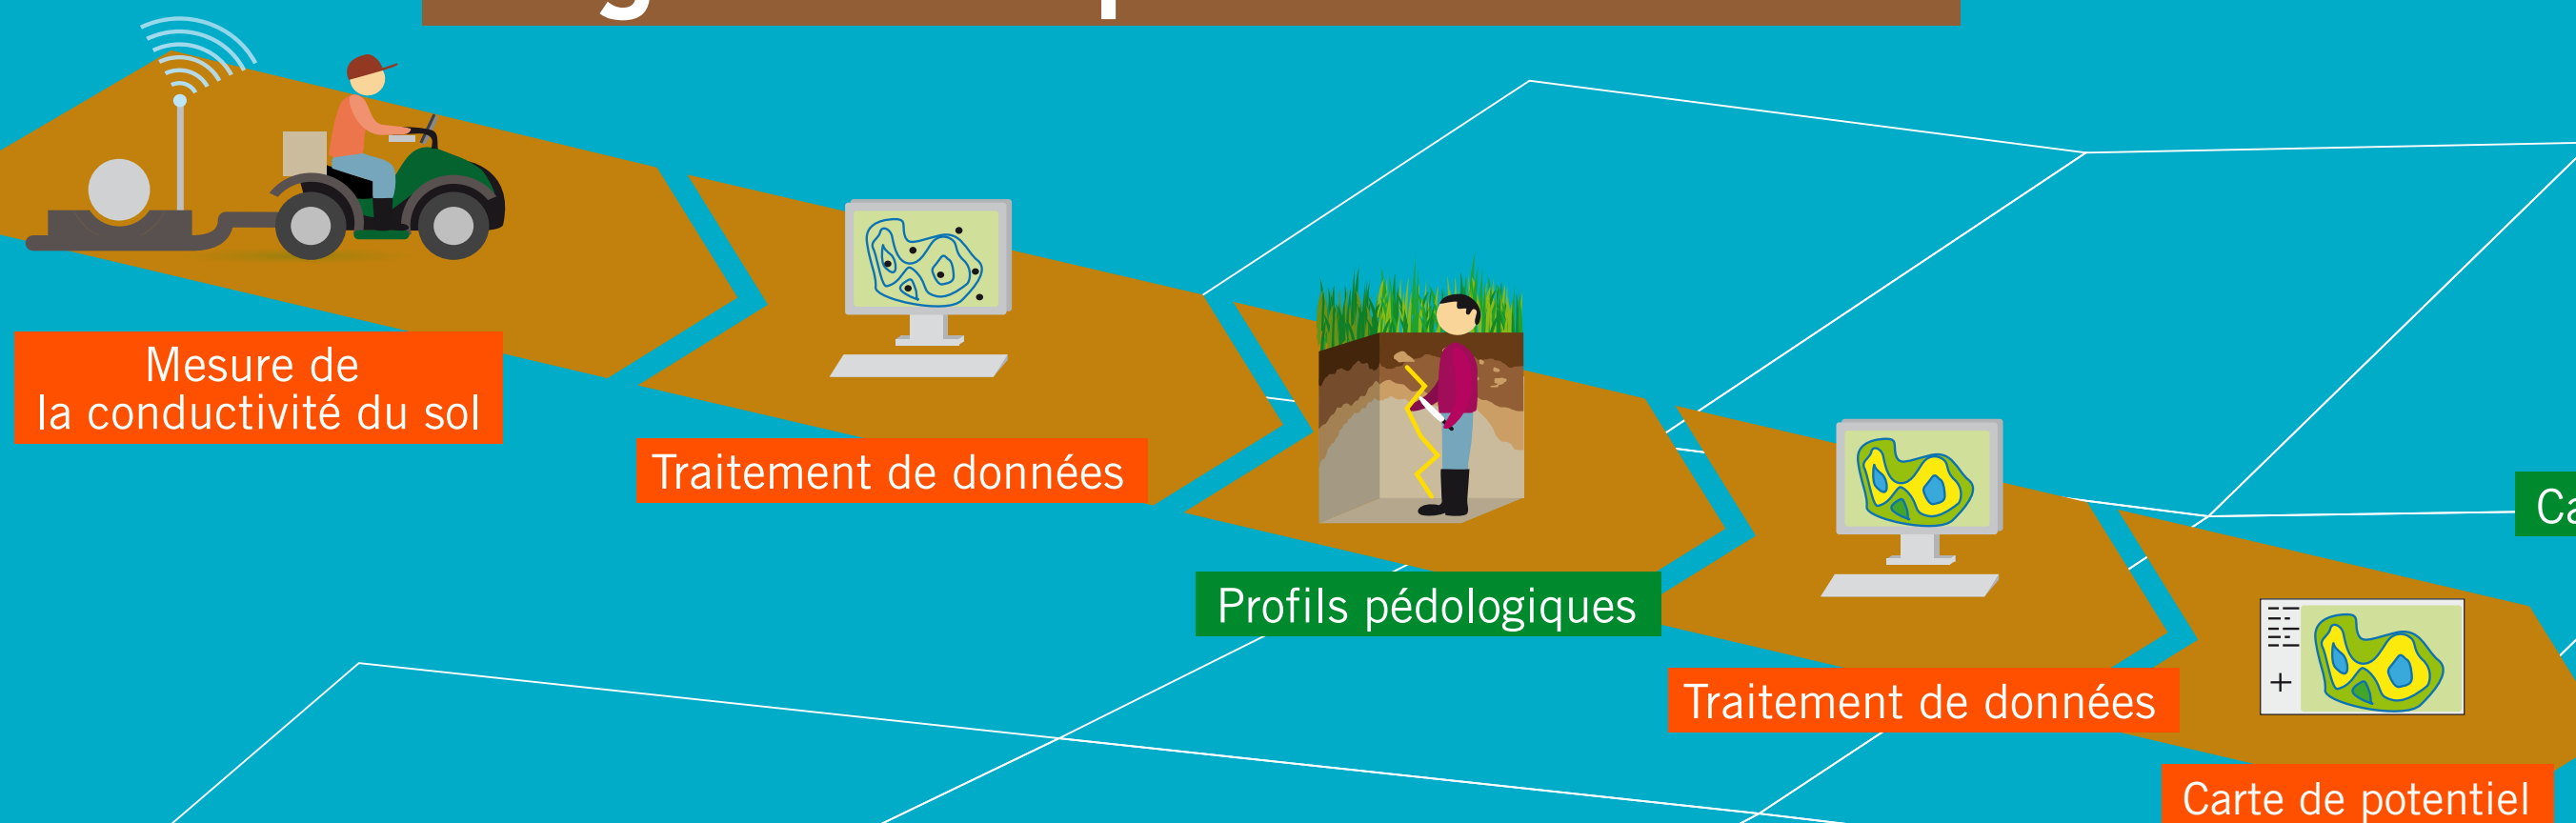 Mesure de
la conductivité du sol
Traitement de données
Profils pédologiques
Traitement de données
Carte de potentiel